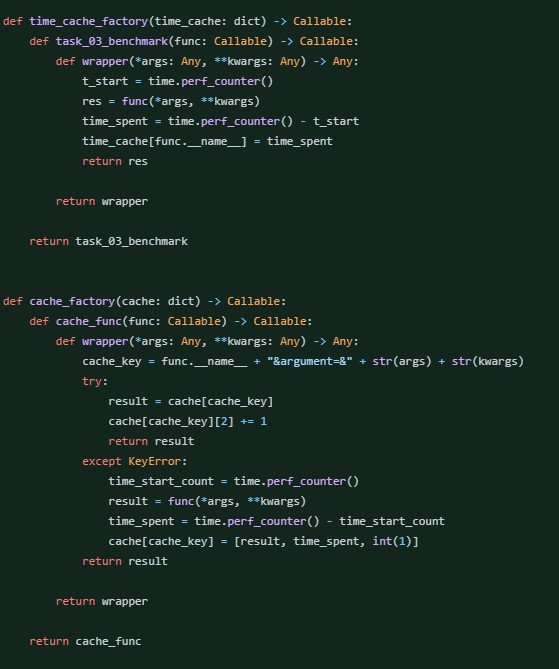 def time_cache_factory(time_cache: dict) -> Callable:
    def task_03_benchmark(func: Callable) -> Callable:
        def wrapper(*args: Any, **kwargs: Any) -> Any:
            t_start = time.perf_counter()
            res = func(*args, **kwargs)
            time_spent = time.perf_counter() - t_start
            time_cache[func.__name__] = time_spent
            return res

        return wrapper

    return task_03_benchmark


def cache_factory(cache: dict) -> Callable:
    def cache_func(func: Callable) -> Callable:
        def wrapper(*args: Any, **kwargs: Any) -> Any:
            cache_key = func.__name__ + "&argument=&" + str(args) + str(kwargs)
            try:
                result = cache[cache_key]
                cache[cache_key][2] += 1
                return result
            except KeyError:
                time_start_count = time.perf_counter()
                result = func(*args, **kwargs)
                time_spent = time.perf_counter() - time_start_count
                cache[cache_key] = [result, time_spent, int(1)]
            return result

        return wrapper

    return cache_func